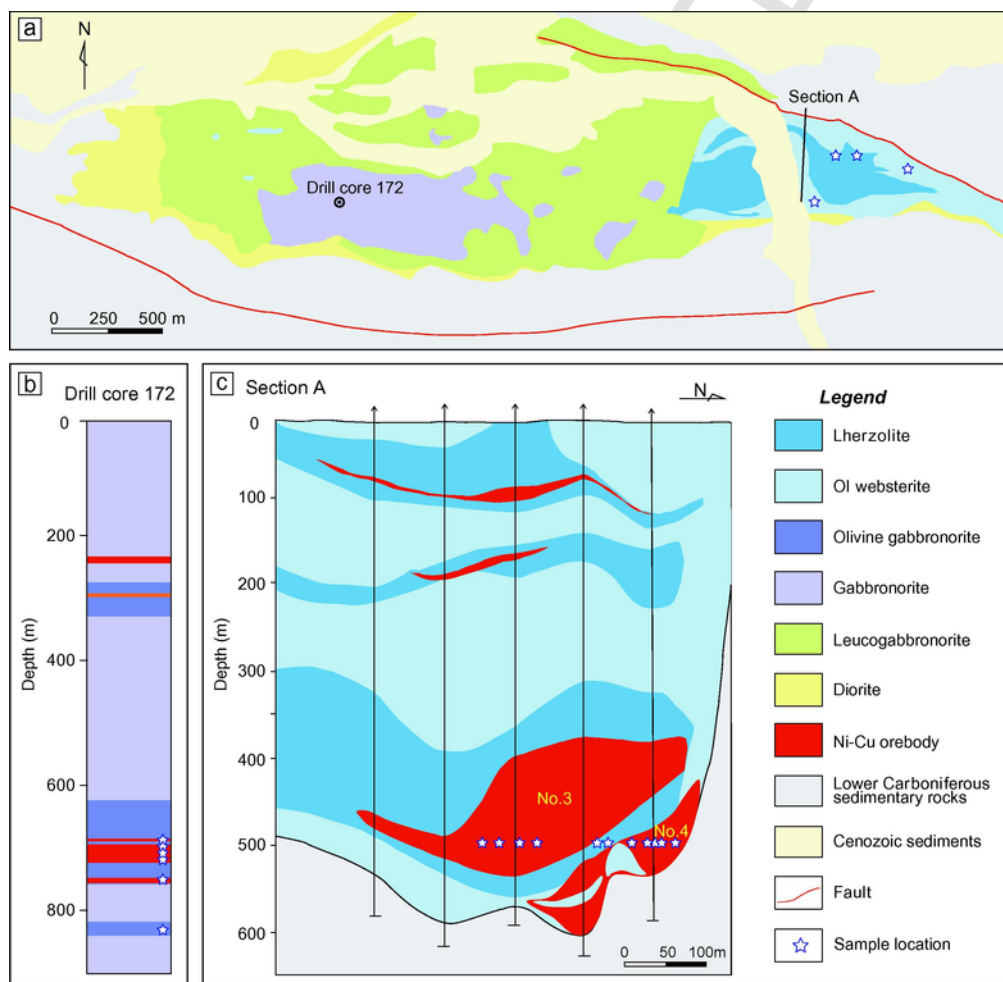 a
N
Section A
Drill core 172
0 250 500 m
b
Drill core 172
0
200
400
600
800
Depth (m)
c Section A
N
0
100
200
300
400
500
600
Depth (m)
No.3
No.4
0 50 100m
Legend
Lherzolite
Ol websterite
Olivine gabbronorite
Gabbronorite
Leucogabbronorite
Diorite
Ni-Cu orebody
Lower Carboniferous
sedimentary rocks
Cenozoic sediments
Fault
Sample location